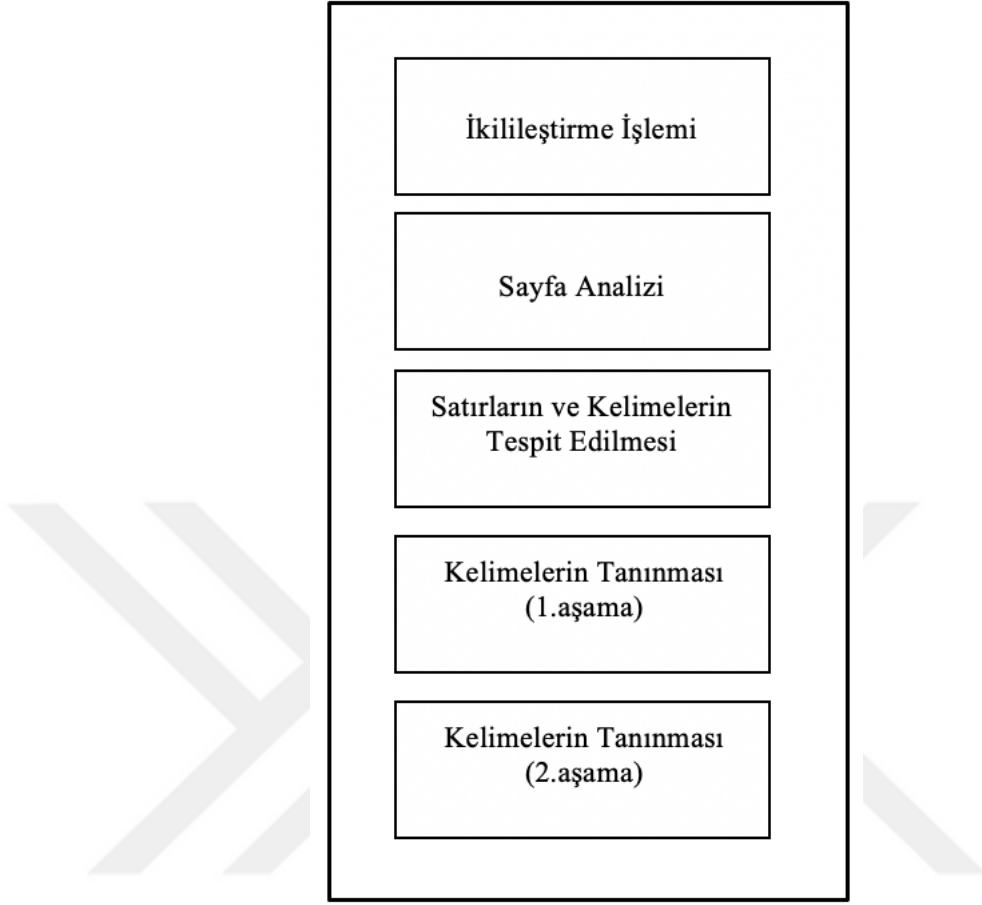 İkilileştirme İşlemi
Sayfa Analizi
Satırların ve Kelimelerin
Tespit Edilmesi
Kelimelerin Tanınması
(1.aşama)
Kelimelerin Tanınması
(2.aşama)